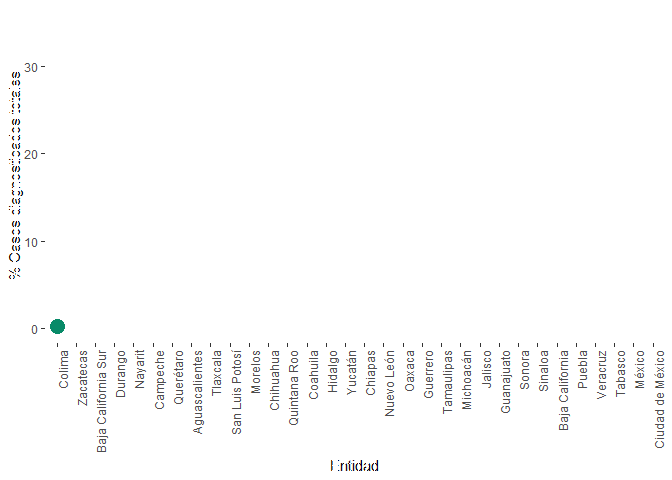 % Casos diagnosticados totales
30
20
10
0
Colima
Zacatecas
Baja California Sur
Durango
Nayarit
Campeche
Querétaro
Aguascalientes
Tlaxcala
San Luis Potosí
Morelos
Chihuahua
Quintana Roo
Coahuila
Hidalgo
Yucatán
Chiapas
Nuevo León
Oaxaca
Guerrero
Tamaulipas
Michoacán
Jalisco
Guanajuato
Sonora
Sinaloa
Baja California
Puebla
Veracruz
Tabasco
México
Ciudad de México
Entidad